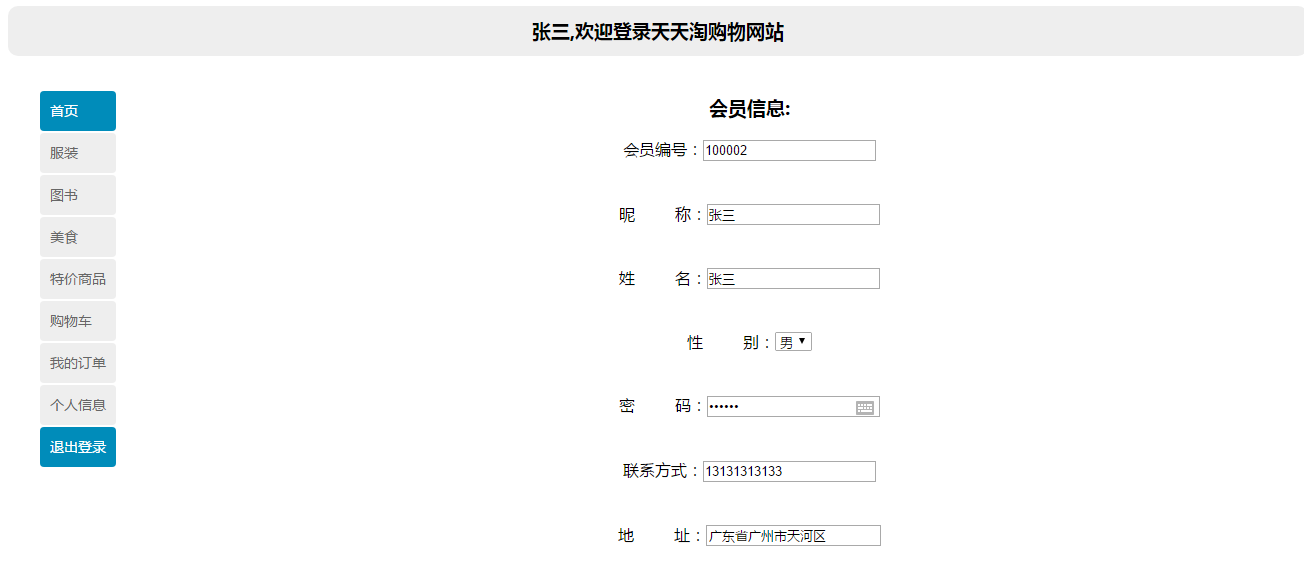 张三,欢迎登录天天淘购物网站
首页
服装
图书
美食
特价商品
购物车
我的订单
个人信息
退出登录
会员信息:
会员编号：100002
昵 称：张三
姓 名：张三
性 别：男
密 码：••••••
联系方式：13131313133
地 址：广东省广州市天河区